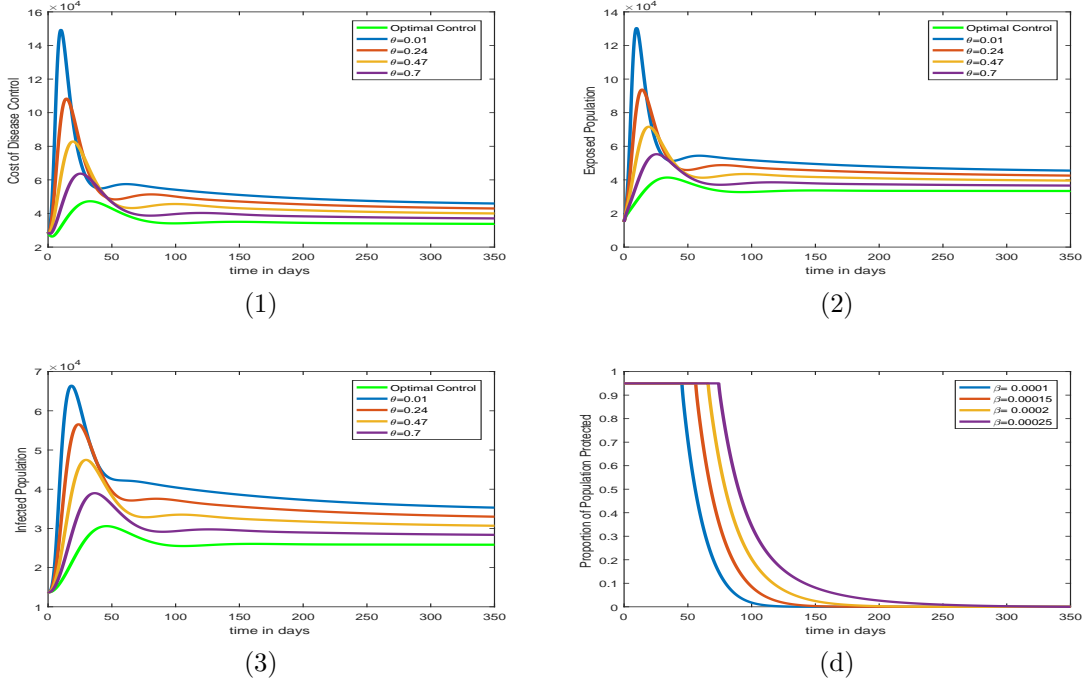 × 10⁴
16
14
12
10
8
6
4
2
Cost of Disease Control
0 50 100 150 200 250 300 350
time in days
Optimal Control
θ=0.01
θ=0.24
θ=0.47
θ=0.7
(1)
× 10⁴
14
12
10
8
6
4
2
0
Exposed Population
0 50 100 150 200 250 300 350
time in days
Optimal Control
θ=0.01
θ=0.24
θ=0.47
θ=0.7
(2)
× 10⁴
7
6
5
4
3
2
1
Infected Population
0 50 100 150 200 250 300 350
time in days
Optimal Control
θ=0.01
θ=0.24
θ=0.47
θ=0.7
(3)
1
0.9
0.8
0.7
0.6
0.5
0.4
0.3
0.2
0.1
0
Proportion of Population Protected
0 50 100 150 200 250 300 350
time in days
β= 0.0001
β= 0.00015
β= 0.0002
β= 0.00025
(d)